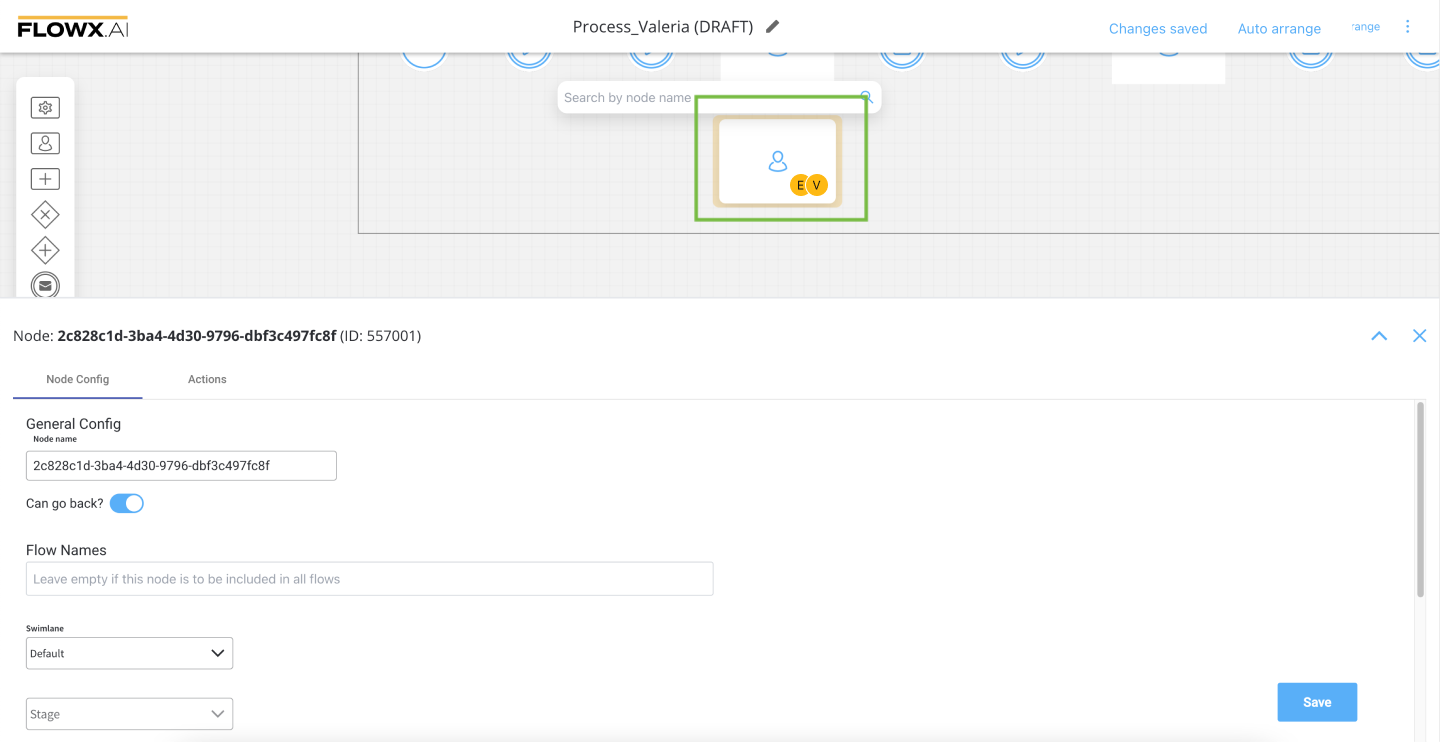 FLOWX.AI
Process_Valeria (DRAFT)
Changes saved
Auto arrange
range
Search by node name
E V
Node: 2c828c1d-3ba4-4d30-9796-dbf3c497fc8f (ID: 557001)
Node Config
Actions
General Config
Node name
2c828c1d-3ba4-4d30-9796-dbf3c497fc8f
Can go back?
Flow Names
Leave empty if this node is to be included in all flows
Swimlane
Default
Stage
Save